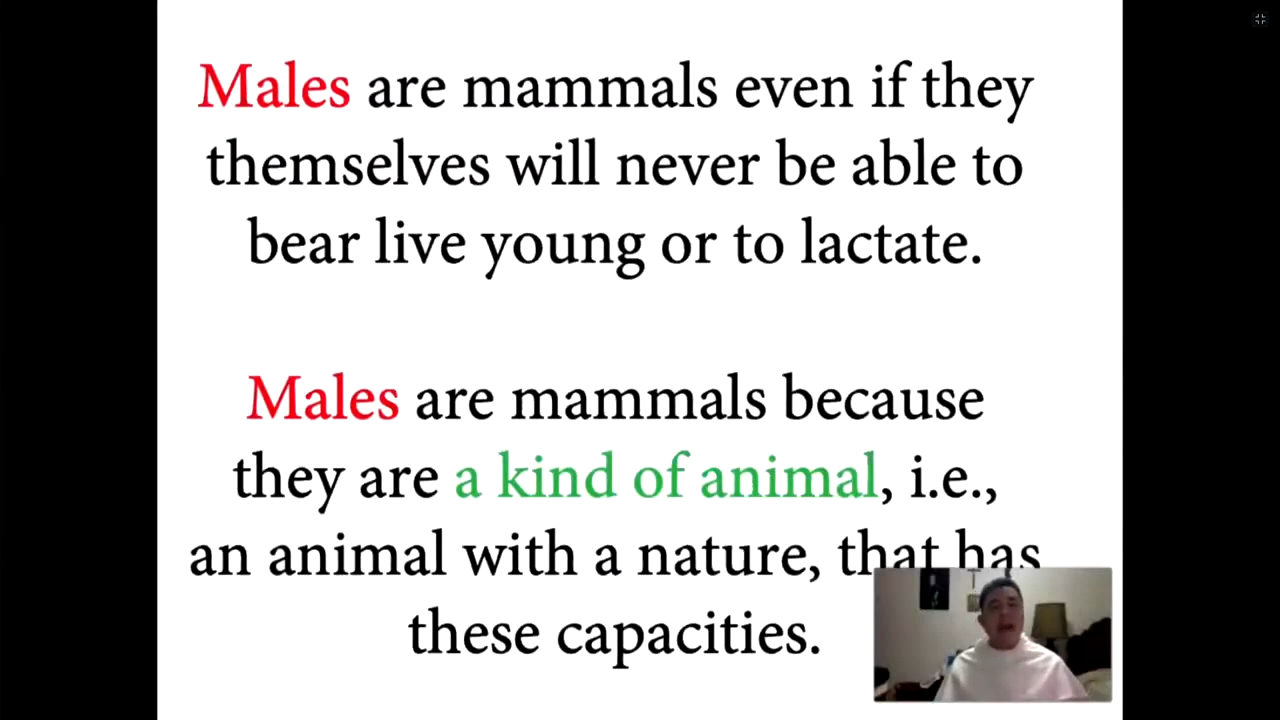 Males are mammals even if they
themselves will never be able to
bear live young or to lactate.
Males are mammals because
they are a kind of animal, i.e.,
an animal with a nature, that has
these capacities.